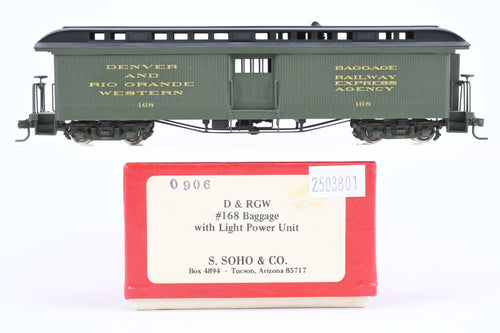 DENVER
AND
RIO GRANDE
WESTERN
168
BAGGAGE
RAILWAY
EXPRESS
AGENCY
168
0906
2503801
D & RGW
#168 Baggage
with Light Power Unit
S. SOHO & CO.
Box 4894 - Tucson, Arizona 85717